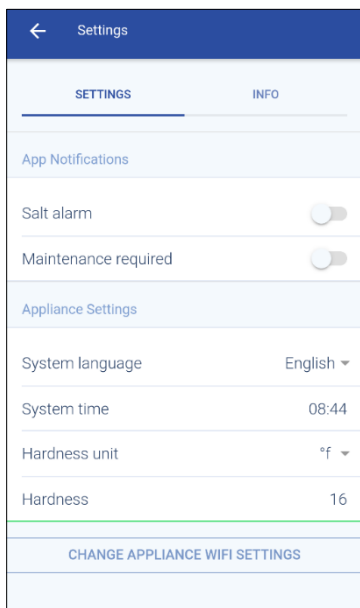 Settings
SETTINGS INFO
App Notifications
Salt alarm
Maintenance required
Appliance Settings
System language English
System time 08:44
Hardness unit °f
Hardness 16
CHANGE APPLIANCE WIFI SETTINGS